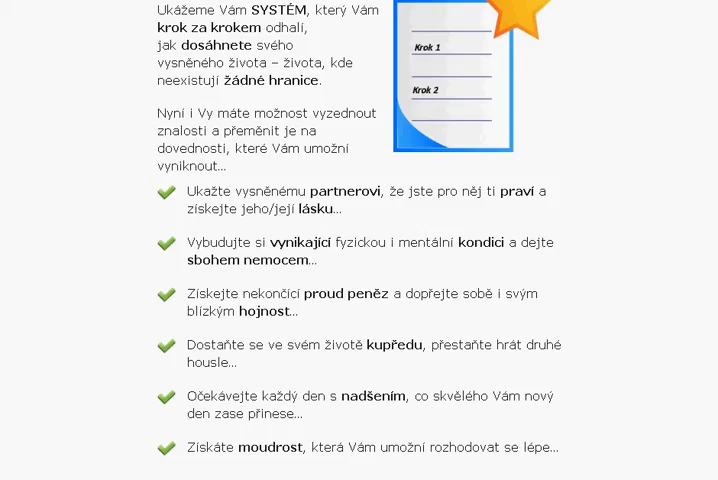 Ukážeme Vám SYSTÉM, který Vám
krok za krokem odhalí,
jak dosáhnete svého
vysněného života – života, kde
neexistují žádné hranice.
Krok 1
Krok 2
Nyní i Vy máte možnost vyzednout
znalosti a přeměnit je na
dovednosti, které Vám umožní
vyniknout...
Ukažte vysněnému partnerovi, že jste pro něj ti praví a
získejte jeho/její lásku...
Vybudujte si vynikající fyzickou i mentální kondici a dejte
sbohem nemocem...
Získejte nekončící proud peněz a dopřejte sobě i svým
blízkým hojnost...
Dostaňte se ve svém životě kupředu, přestaňte hrát druhé
housle...
Očekávejte každý den s nadšením, co skvělého Vám nový
den zase přinese...
Získáte moudrost, která Vám umožní rozhodovat se lépe...